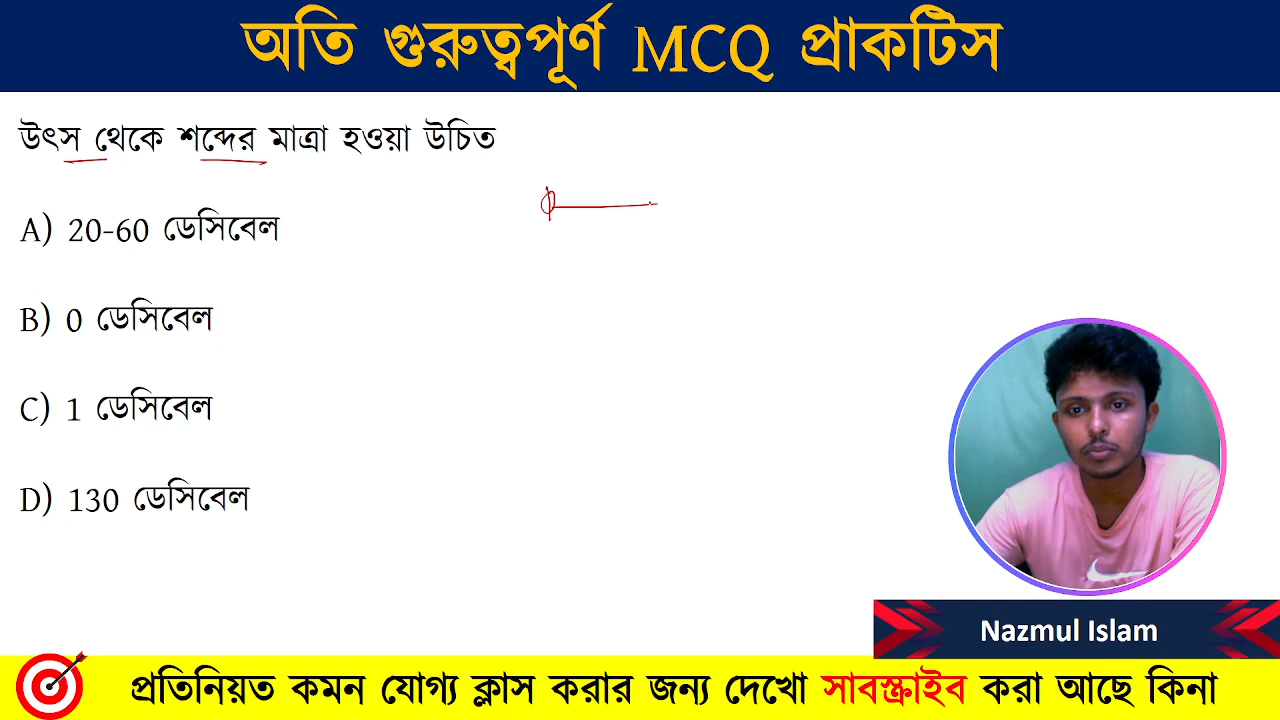 অতি গুরুত্বপূর্ণ MCQ প্রাকটিস
উৎস থেকে শব্দের মাত্রা হওয়া উচিত
A) 20-60 ডেসিবেল
B) 0 ডেসিবেল
C) 1 ডেসিবেল
D) 130 ডেসিবেল
Nazmul Islam
প্রতিনিয়ত কমন যোগ্য ক্লাস করার জন্য দেখো সাবস্ক্রাইব করা আছে কিনা